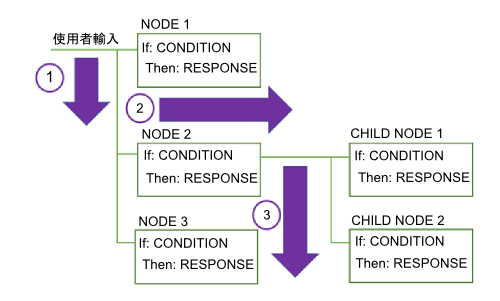 使用者輸入
NODE 1
If: CONDITION
Then: RESPONSE
1
2
NODE 2
If: CONDITION
Then: RESPONSE
CHILD NODE 1
If: CONDITION
Then: RESPONSE
3
NODE 3
If: CONDITION
Then: RESPONSE
CHILD NODE 2
If: CONDITION
Then: RESPONSE